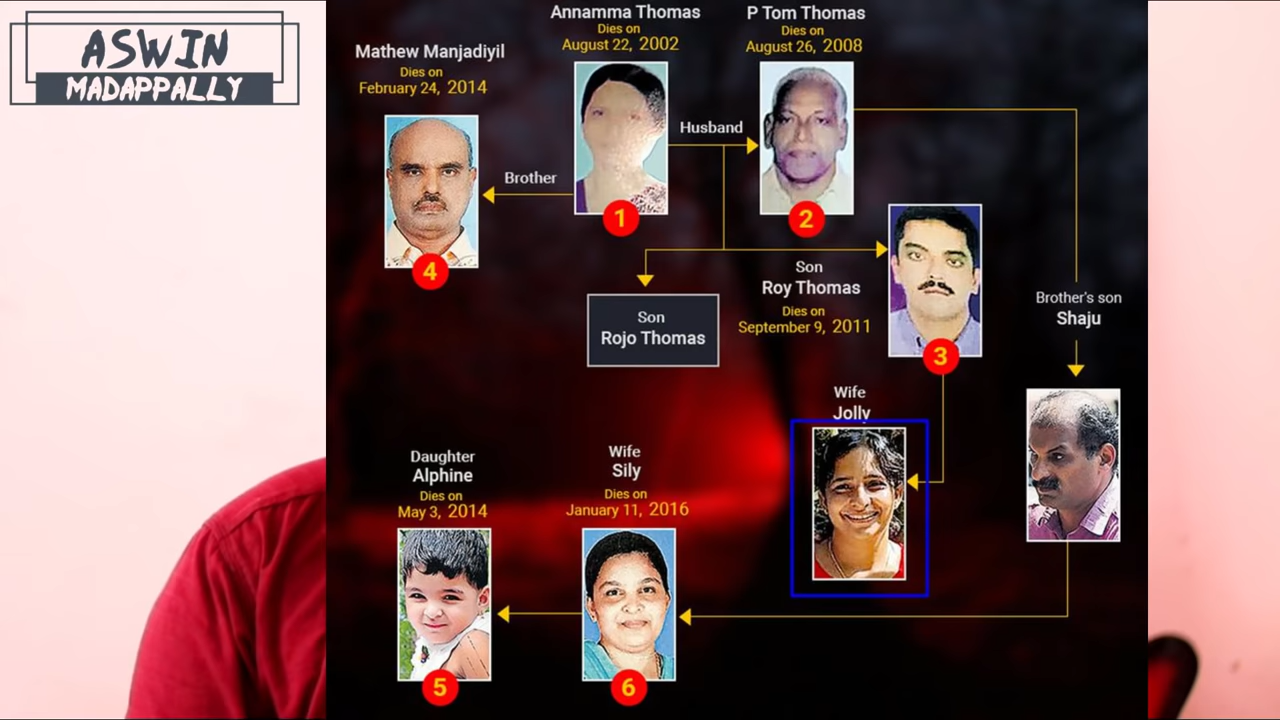 ASWIN
MADAPPALLY
Annamma Thomas
Dies on
August 22, 2002
P Tom Thomas
Dies on
August 26, 2008
Mathew Manjadiyil
Dies on
February 24, 2014
Husband
Brother
1
2
4
Son
Roy Thomas
Dies on
September 9, 2011
Son
Rojo Thomas
3
Brother's son
Shaju
Wife
Jolly
Daughter
Alphine
Dies on
May 3, 2014
Wife
Sily
Dies on
January 11, 2016
5
6